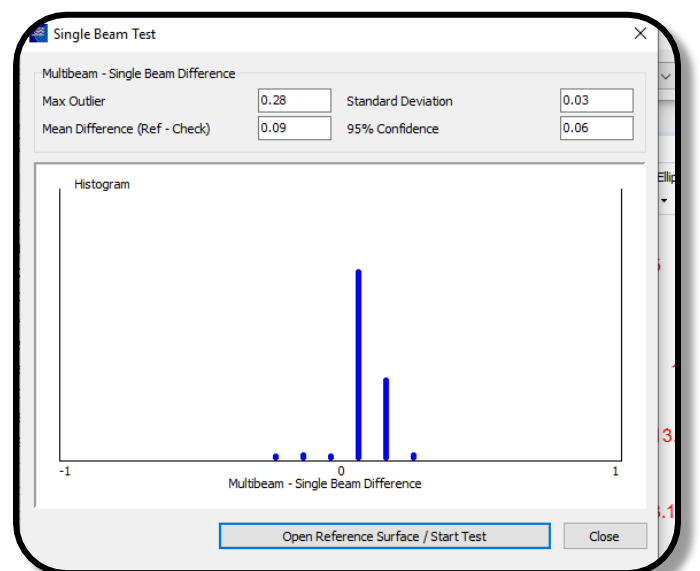 Single Beam Test
Multibeam - Single Beam Difference
Max Outlier 0.28 Standard Deviation 0.03
Mean Difference (Ref - Check) 0.09 95% Confidence 0.06
Histogram
-1 0 1
Multibeam - Single Beam Difference
Open Reference Surface / Start Test Close